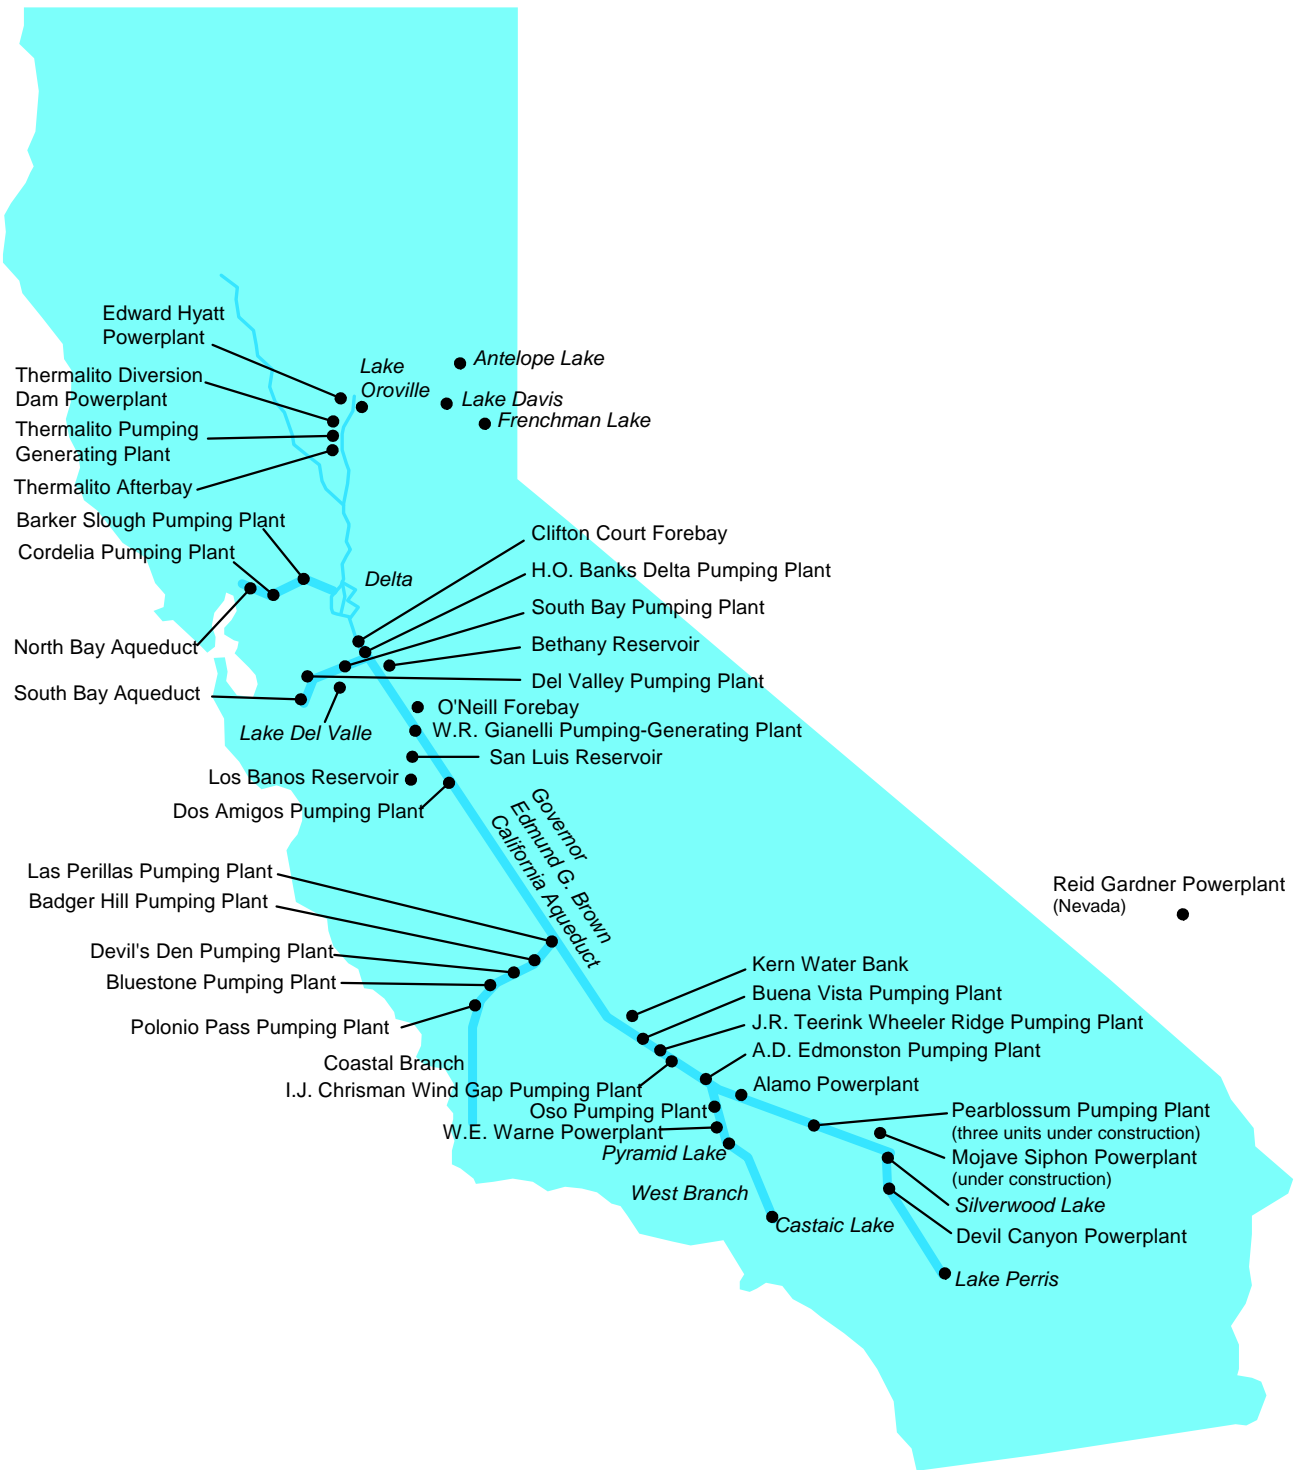 Edward Hyatt
Powerplant
Lake
Oroville
Antelope Lake
Thermalito Diversion
Dam Powerplant
Lake Davis
Frenchman Lake
Thermalito Pumping
Generating Plant
Thermalito Afterbay
Barker Slough Pumping Plant
Cordelia Pumping Plant
Clifton Court Forebay
H.O. Banks Delta Pumping Plant
Delta
South Bay Pumping Plant
North Bay Aqueduct
Bethany Reservoir
Del Valley Pumping Plant
South Bay Aqueduct
O'Neill Forebay
Lake Del Valle
W.R. Gianelli Pumping-Generating Plant
San Luis Reservoir
Los Banos Reservoir
Dos Amigos Pumping Plant
Governor
Edmund G. Brown
California Aqueduct
Las Perillas Pumping Plant
Badger Hill Pumping Plant
Reid Gardner Powerplant
(Nevada)
Devil's Den Pumping Plant
Bluestone Pumping Plant
Polonio Pass Pumping Plant
Kern Water Bank
Buena Vista Pumping Plant
J.R. Teerink Wheeler Ridge Pumping Plant
A.D. Edmonston Pumping Plant
Coastal Branch
I.J. Chrisman Wind Gap Pumping Plant
Alamo Powerplant
Oso Pumping Plant
W.E. Warne Powerplant
Pyramid Lake
Pearblossum Pumping Plant
(three units under construction)
Mojave Siphon Powerplant
(under construction)
West Branch
Silverwood Lake
Castaic Lake
Devil Canyon Powerplant
Lake Perris